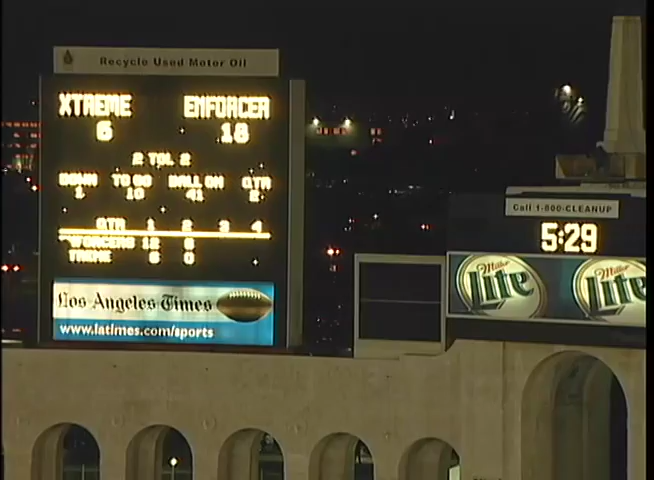 Recycle Used Motor Oil
XTREME ENFORCER
6 18
2 TOL 2
DOWN TO GO BALL ON QTR
1 10 41 2
QTR 1 2 3 4
ENFORCERS 12 6
XTREME 6 0
Los Angeles Times
www.latimes.com/sports
Call 1-800-CLEANUP
5:29
Miller Lite
Miller Lite